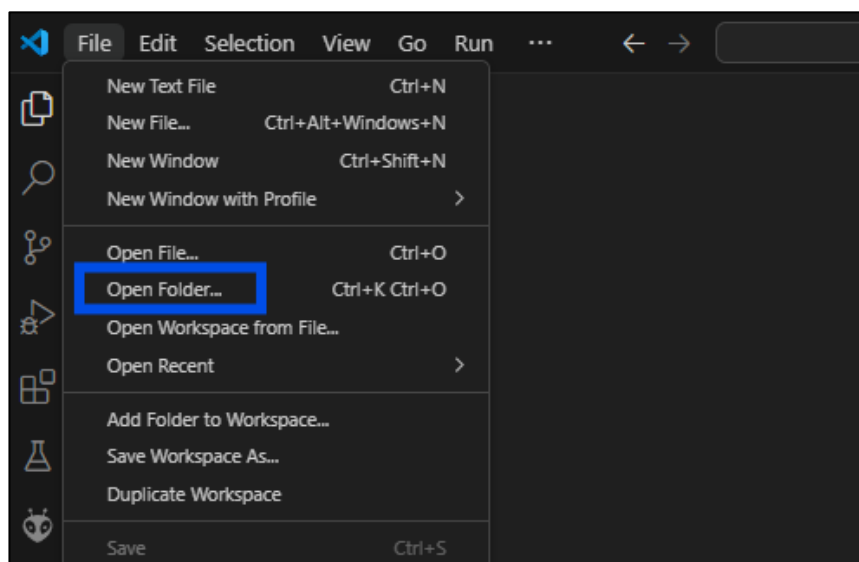 File Edit Selection View Go Run ...
New Text File Ctrl+N
New File... Ctrl+Alt+Windows+N
New Window Ctrl+Shift+N
New Window with Profile
Open File... Ctrl+O
Open Folder... Ctrl+K Ctrl+O
Open Workspace from File...
Open Recent
Add Folder to Workspace...
Save Workspace As...
Duplicate Workspace
Save Ctrl+S